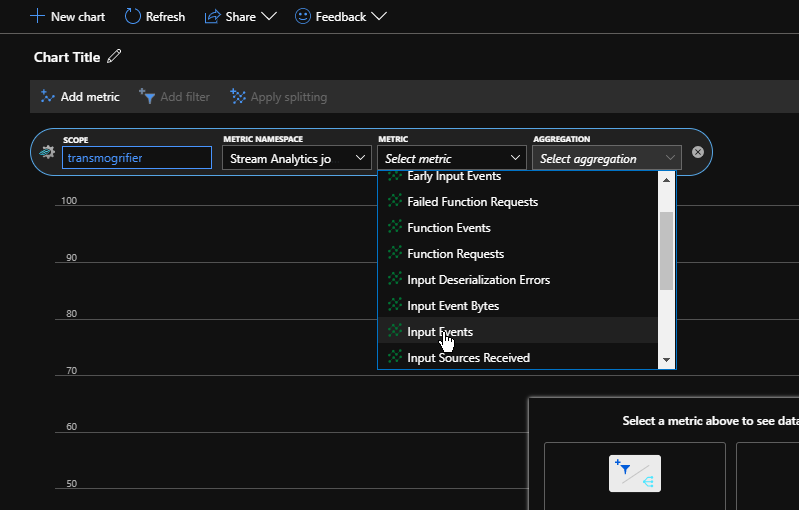 New chart Refresh Share Feedback
Chart Title
Add metric Add filter Apply splitting
SCOPE METRIC NAMESPACE METRIC AGGREGATION
transmogrifier Stream Analytics jo Select metric Select aggregation
Early Input Events
100
Failed Function Requests
Function Events
Function Requests
90
Input Deserialization Errors
Input Event Bytes
80
Input Events
Input Sources Received
70
Select a metric above to see data
60
50